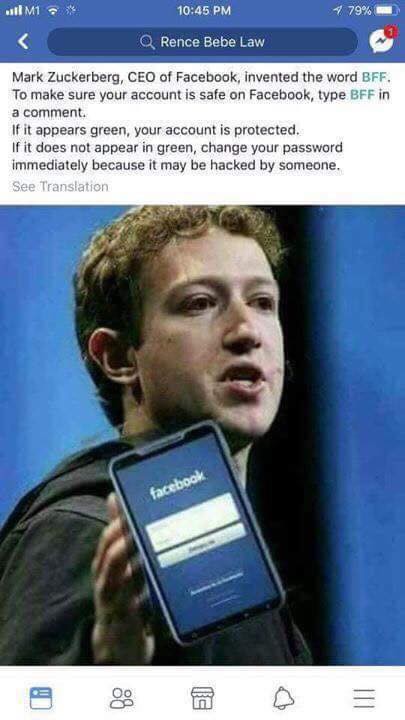 M1
10:45 PM
79%
Rence Bebe Law
1
Mark Zuckerberg, CEO of Facebook, invented the word BFF.
To make sure your account is safe on Facebook, type BFF in
a comment.
If it appears green, your account is protected.
If it does not appear in green, change your password
immediately because it may be hacked by someone.
See Translation
facebook